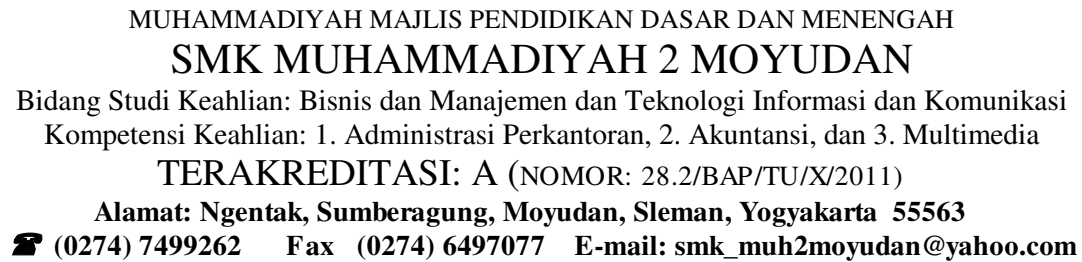 MUHAMMADIYAH MAJLIS PENDIDIKAN DASAR DAN MENENGAH
SMK MUHAMMADIYAH 2 MOYUDAN
Bidang Studi Keahlian: Bisnis dan Manajemen dan Teknologi Informasi dan Komunikasi
Kompetensi Keahlian: 1. Administrasi Perkantoran, 2. Akuntansi, dan 3. Multimedia
TERAKREDITASI: A (NOMOR: 28.2/BAP/TU/X/2011)
Alamat: Ngentak, Sumberagung, Moyudan, Sleman, Yogyakarta 55563
☎ (0274) 7499262 Fax (0274) 6497077 E-mail: smk_muh2moyudan@yahoo.com